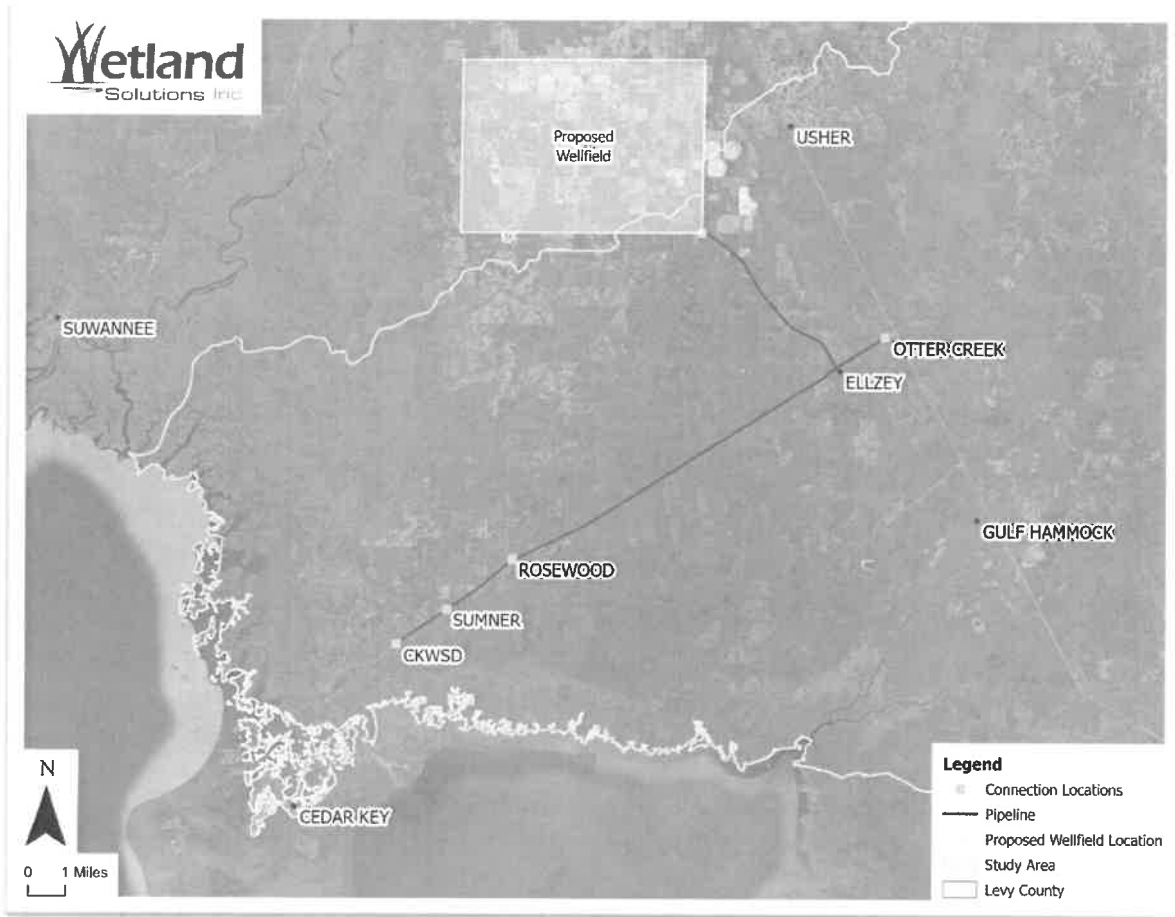 Wetland
Solutions Inc
Proposed
Wellfield
USHER
SUWANNEE
OTTER CREEK
ELLZEY
GULF HAMMOCK
ROSEWOOD
SUMNER
CKWSD
CEDAR KEY
N
0 1 Miles
Legend
Connection Locations
Pipeline
Proposed Wellfield Location
Study Area
Levy County